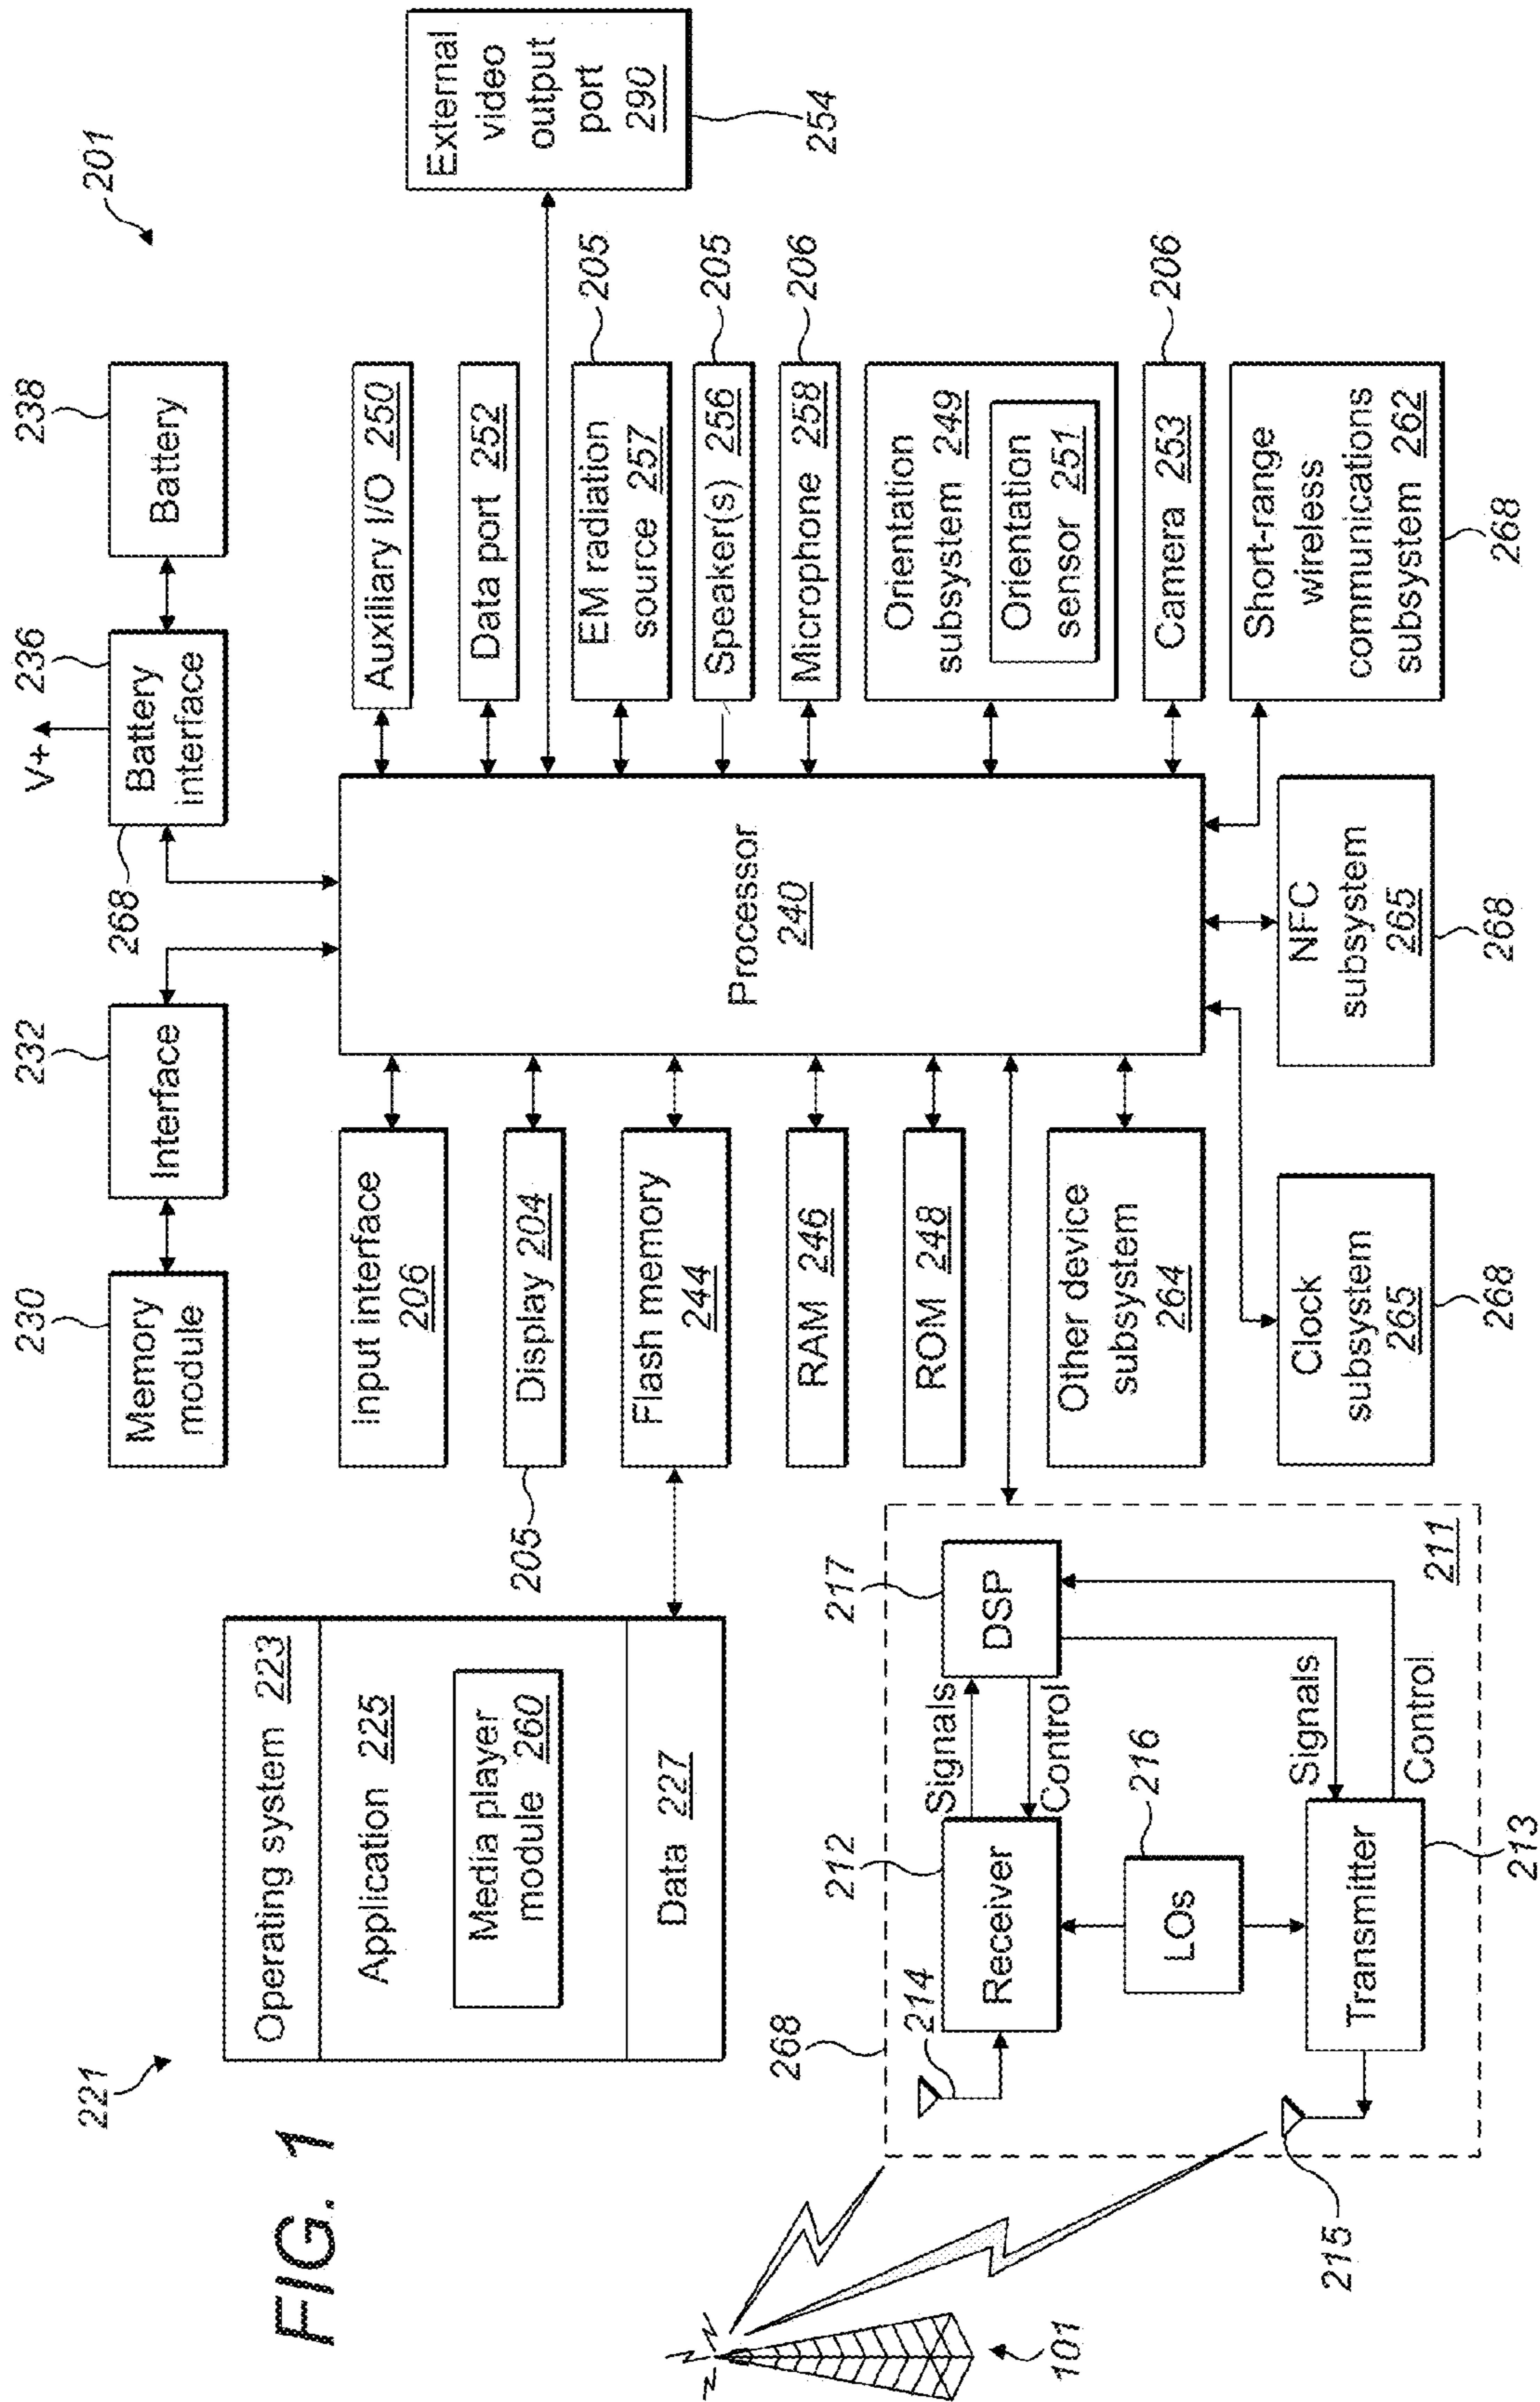 FIG. 1
221
201
230
Memory
module
232
Interface
236
V+
Battery
interface
268
238
Battery
Operating system 223
Application 225
Media player
module 260
Data 227
Input interface
206
Display 204
205
Flash memory
244
RAM 246
ROM 248
Other device
subsystem
264
Processor
240
Auxiliary I/O 250
Data port 252
External
video
output
port
290
254
EM radiation
source 257
205
Speaker(s) 256
205
Microphone 258
206
Orientation
subsystem 249
Orientation
sensor 251
Camera 253
206
Short-range
wireless
communications
subsystem 262
268
NFC
subsystem
265
268
Clock
subsystem
265
268
101
268
214
212
Receiver
Signals
Control
217
DSP
216
LOs
Signals
Control
Transmitter
213
215
211